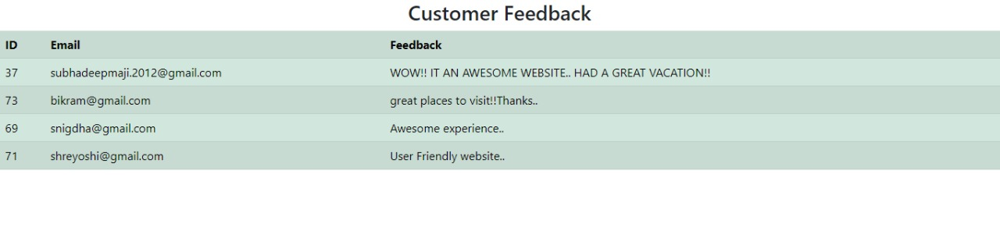 Customer Feedback
ID Email Feedback
37 subhadeepmaji.2012@gmail.com WOW!! IT AN AWESOME WEBSITE.. HAD A GREAT VACATION!!
73 bikram@gmail.com great places to visit!!Thanks..
69 snigdha@gmail.com Awesome experience..
71 shreyoshi@gmail.com User Friendly website..